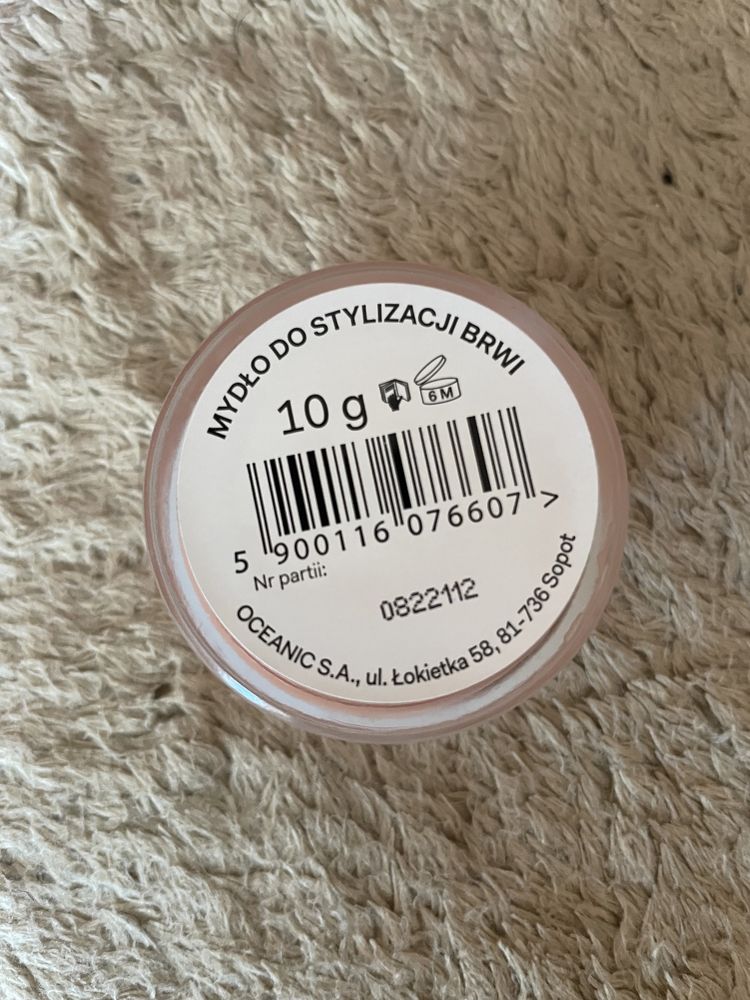 MYDŁO DO STYLIZACJI BRWI
10 g
6 M
5 900116 076607 >
Nr partii:
0822112
OCEANIC S.A., ul. Łokietka 58, 81-736 Sopot